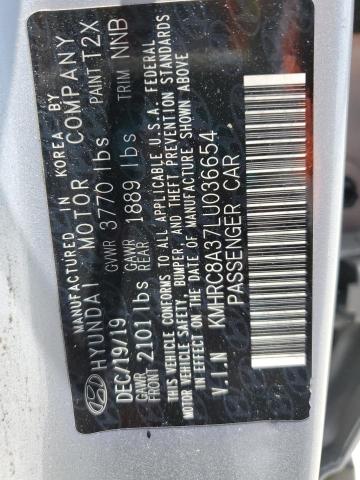 MANUFACTURED IN KOREA BY
HYUNDAI MOTOR COMPANY
DEC/19/19 GVWR 3770 lbs PAINT T2X
GAWR FRONT 2101 lbs GAWR REAR 1889 lbs TRIM NNB
THIS VEHICLE CONFORMS TO ALL APPLICABLE U.S.A. FEDERAL
MOTOR VEHICLE SAFETY, BUMPER, AND THEFT PREVENTION
STANDARDS IN EFFECT ON THE DATE OF MANUFACTURE SHOWN ABOVE
V.I.N KMHRC8A37LU036654
PASSENGER CAR